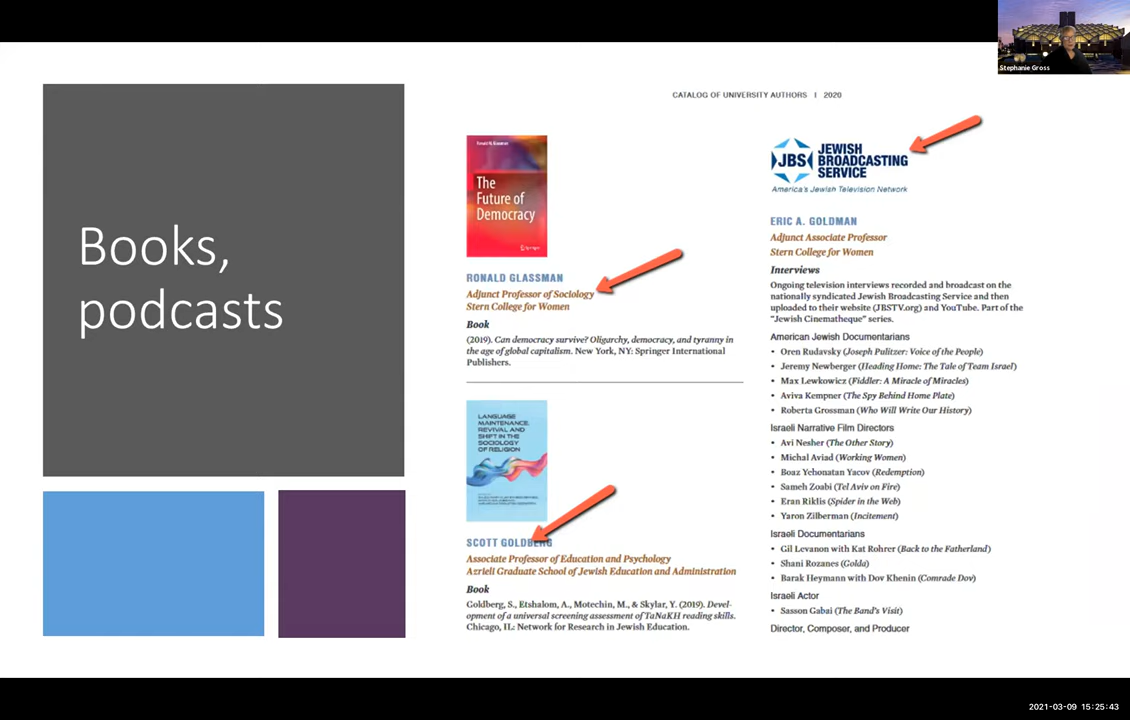 Stephanie Gross
Books,
podcasts
CATALOG OF UNIVERSITY AUTHORS | 2020
Ronald M. Glassman
The
Future of
Democracy
Springer
RONALD GLASSMAN
Adjunct Professor of Sociology
Stern College for Women
Book
(2019). Can democracy survive? Oligarchy, democracy, and tyranny in
the age of global capitalism. New York, NY: Springer International
Publishers.
LANGUAGE
MAINTENANCE,
REVIVAL AND
SHIFT IN THE
SOCIOLOGY
OF RELIGION
SCOTT GOLDBERG
Associate Professor of Education and Psychology
Azrieli Graduate School of Jewish Education and Administration
Book
Goldberg, S., Etshalom, A., Motechin, M., & Skylar, Y. (2019). Devel-
opment of a universal screening assessment of TaNaKH reading skills.
Chicago, IL: Network for Research in Jewish Education.
JBS
JEWISH
BROADCASTING
SERVICE
America's Jewish Television Network
ERIC A. GOLDMAN
Adjunct Associate Professor
Stern College for Women
Interviews
Ongoing television interviews recorded and broadcast on the
nationally syndicated Jewish Broadcasting Service and then
uploaded to their website (JBSTV.org) and YouTube. Part of the
"Jewish Cinematheque" series.
American Jewish Documentarians
• Oren Rudavsky (Joseph Pulitzer: Voice of the People)
• Jeremy Newberger (Heading Home: The Tale of Team Israel)
• Max Lewkowicz (Fiddler: A Miracle of Miracles)
• Aviva Kempner (The Spy Behind Home Plate)
• Roberta Grossman (Who Will Write Our History)
Israeli Narrative Film Directors
• Avi Nesher (The Other Story)
• Michal Aviad (Working Women)
• Boaz Yehonatan Yacov (Redemption)
• Sameh Zoabi (Tel Aviv on Fire)
• Eran Riklis (Spider in the Web)
• Yaron Zilberman (Incitement)
Israeli Documentarians
• Gil Levanon with Kat Rohrer (Back to the Fatherland)
• Shani Rozanes (Golda)
• Barak Heymann with Dov Khenin (Comrade Dov)
Israeli Actor
• Sasson Gabai (The Band's Visit)
Director, Composer, and Producer
2021-03-09 15:25:43